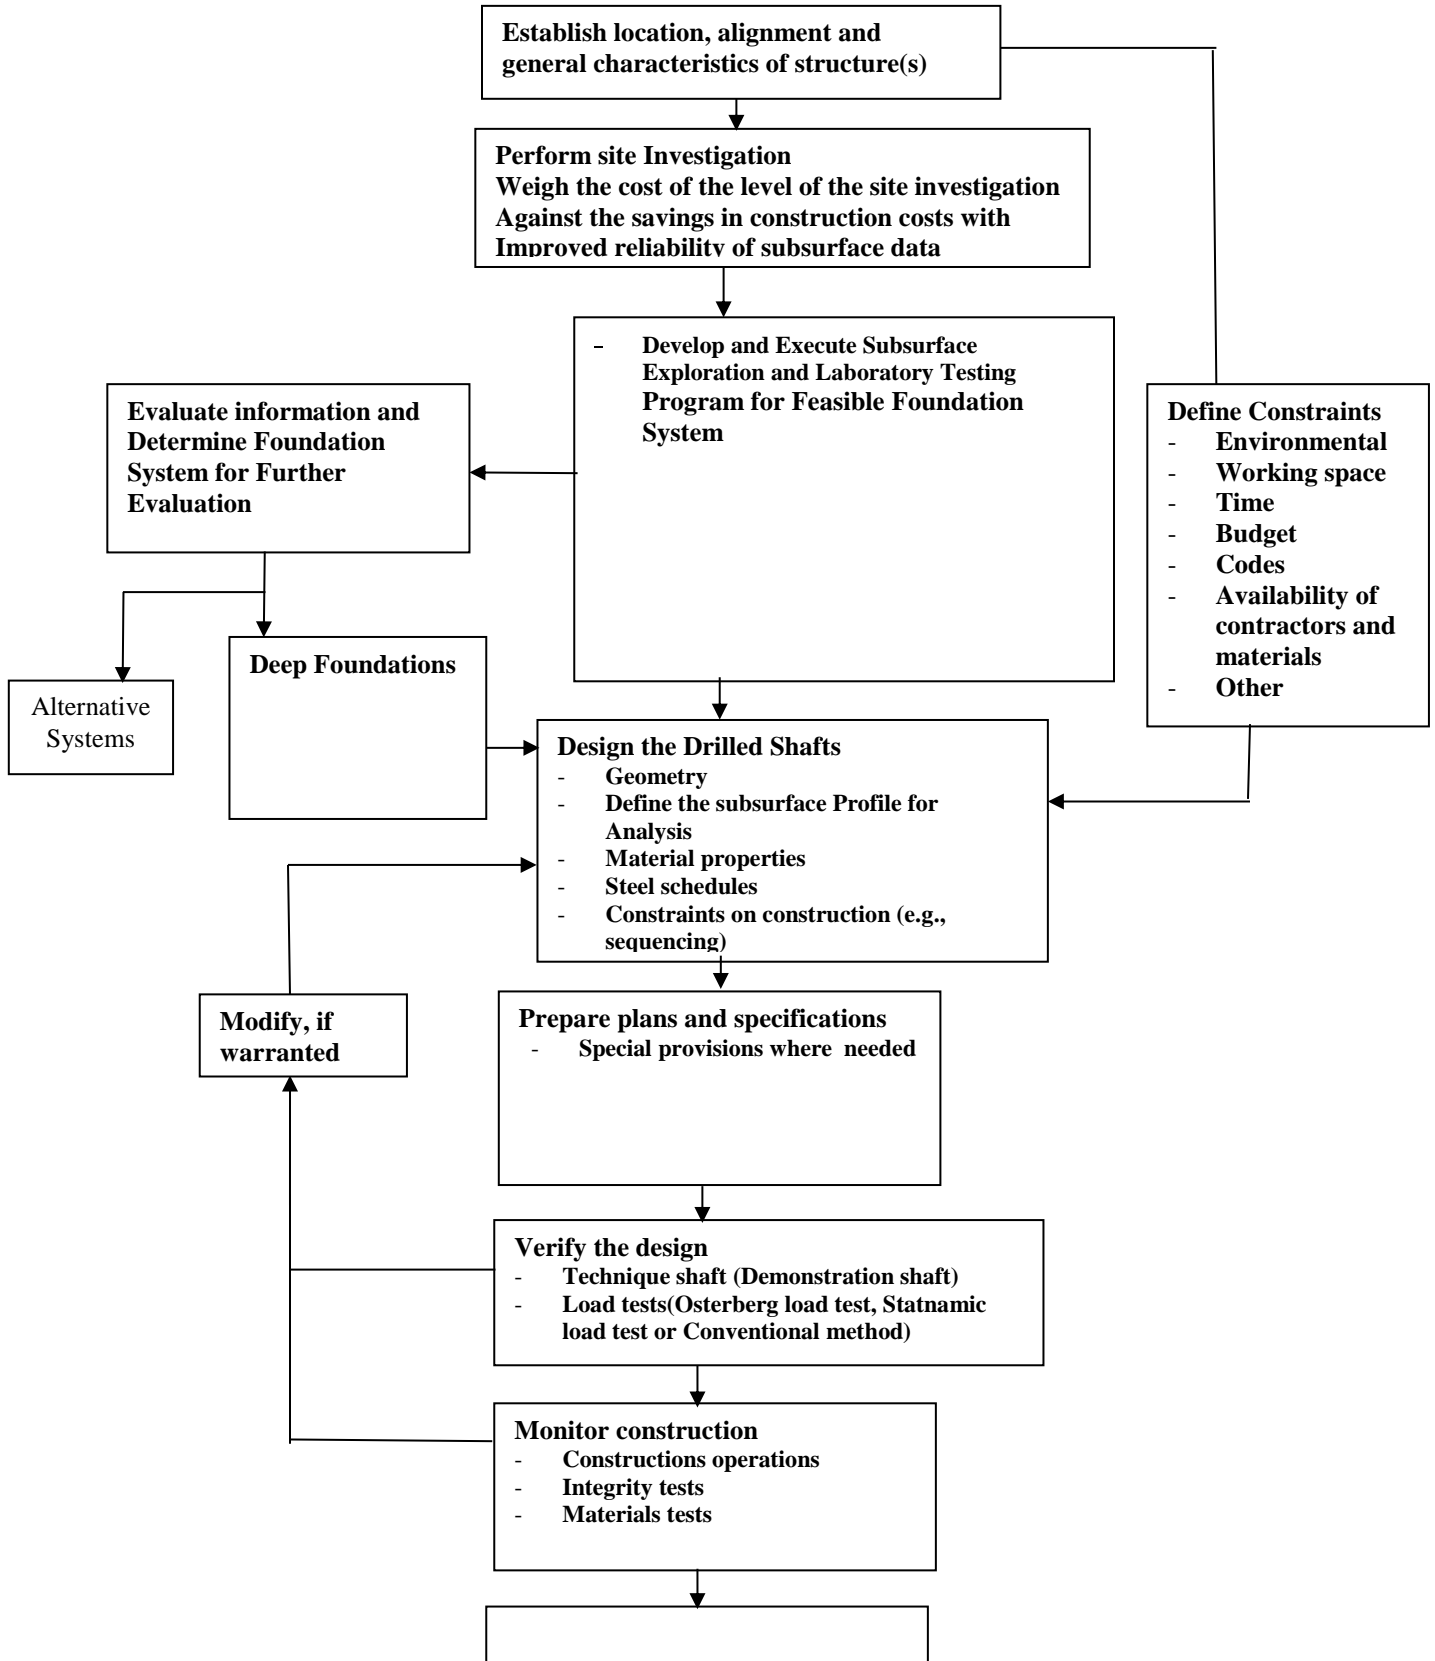 Establish location, alignment and
general characteristics of structure(s)
Perform site Investigation
Weigh the cost of the level of the site investigation
Against the savings in construction costs with
Improved reliability of subsurface data
- Develop and Execute Subsurface
Exploration and Laboratory Testing
Program for Feasible Foundation
System
Evaluate information and
Determine Foundation
System for Further
Evaluation
Define Constraints
- Environmental
- Working space
- Time
- Budget
- Codes
- Availability of
contractors and
materials
- Other
Deep Foundations
Alternative
Systems
Design the Drilled Shafts
- Geometry
- Define the subsurface Profile for
Analysis
- Material properties
- Steel schedules
- Constraints on construction (e.g.,
sequencing)
Modify, if
warranted
Prepare plans and specifications
- Special provisions where needed
Verify the design
- Technique shaft (Demonstration shaft)
- Load tests(Osterberg load test, Statnamic
load test or Conventional method)
Monitor construction
- Constructions operations
- Integrity tests
- Materials tests